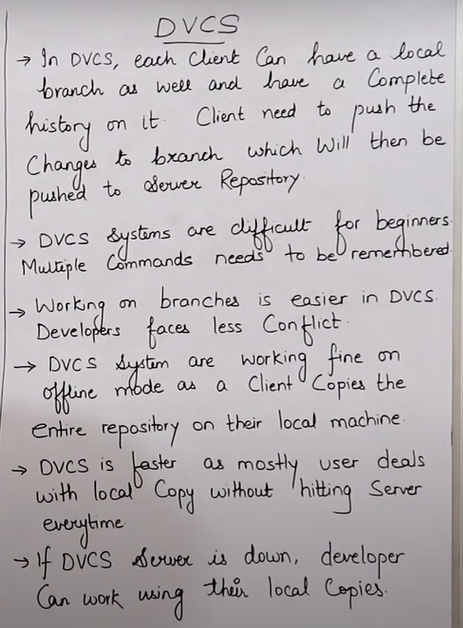 DVCS
→ In DVCS, each Client Can have a local
branch as well and have a Complete
history on it. Client need to push the
Changes to branch which Will then be
pushed to Server Repository.
→ DVCS Systems are difficult for beginners.
Multiple Commands needs to be remembered.
→ Working on branches is easier in DVCS.
Developers faces less Conflict.
→ DVCS System are working fine on
offline mode as a Client Copies the
entire repository on their local machine.
→ DVCS is faster as mostly user deals
with local Copy without hitting Server
everytime.
→ If DVCS Server is down, developer
Can work using their local Copies.